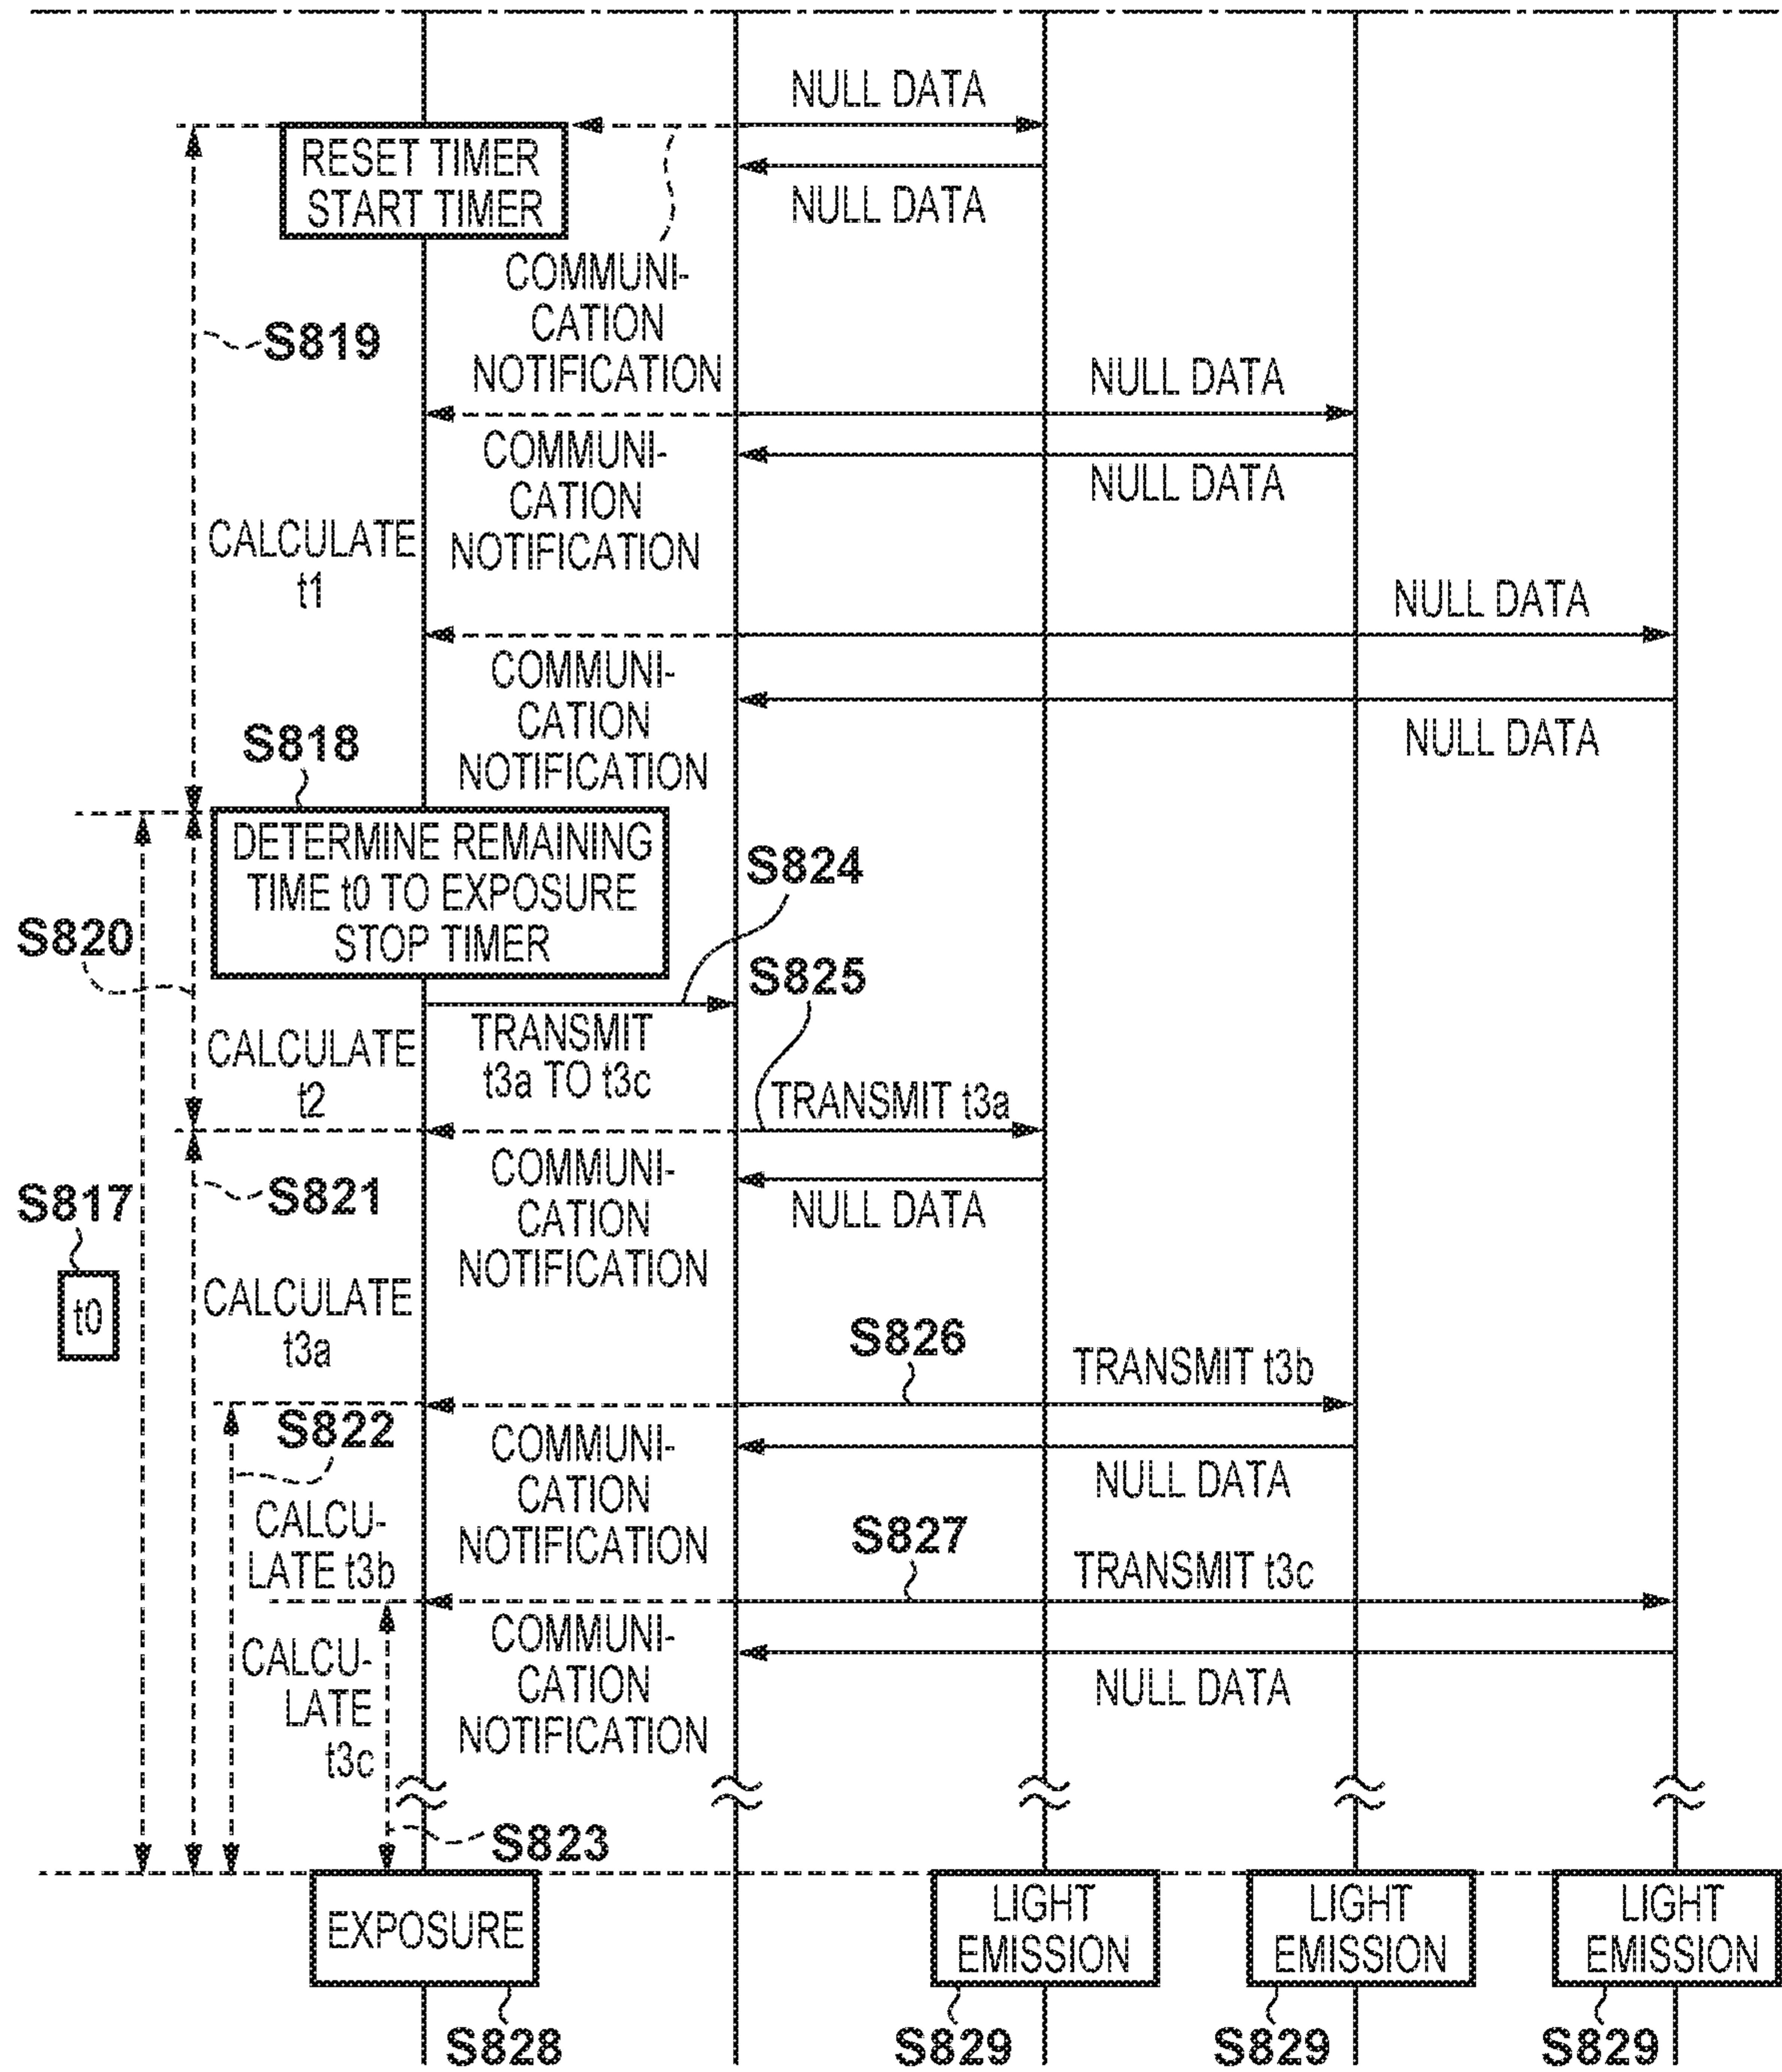 NULL DATA
RESET TIMER
START TIMER
NULL DATA
COMMUNI-
CATION
NOTIFICATION
S819
NULL DATA
COMMUNI-
CATION
NOTIFICATION
NULL DATA
CALCULATE
t1
NULL DATA
COMMUNI-
CATION
NOTIFICATION
NULL DATA
S818
DETERMINE REMAINING
TIME t0 TO EXPOSURE
STOP TIMER
S824
S820
S825
TRANSMIT
t3a TO t3c
CALCULATE
t2
TRANSMIT t3a
COMMUNI-
CATION
NOTIFICATION
NULL DATA
S817
S821
t0
CALCULATE
t3a
S826
TRANSMIT t3b
S822
COMMUNI-
CATION
NOTIFICATION
NULL DATA
CALCU-
LATE t3b
S827
TRANSMIT t3c
COMMUNI-
CATION
NOTIFICATION
CALCU-
LATE
t3c
NULL DATA
S823
EXPOSURE
LIGHT
EMISSION
LIGHT
EMISSION
LIGHT
EMISSION
S828
S829
S829
S829